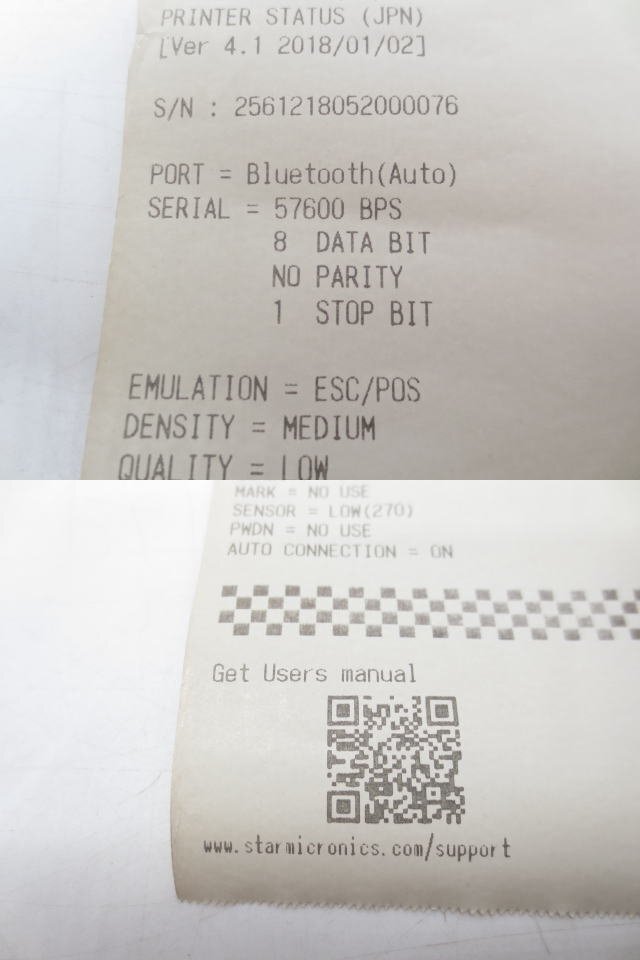 PRINTER STATUS (JPN)
[Ver 4.1 2018/01/02]
S/N : 2561218052000076
PORT = Bluetooth(Auto)
SERIAL = 57600 BPS
8 DATA BIT
NO PARITY
1 STOP BIT
EMULATION = ESC/POS
DENSITY = MEDIUM
QUALITY = LOW
MARK = NO USE
SENSOR = LOW(270)
PWDN = NO USE
AUTO CONNECTION = ON
Get Users manual
www.starmicronics.com/support